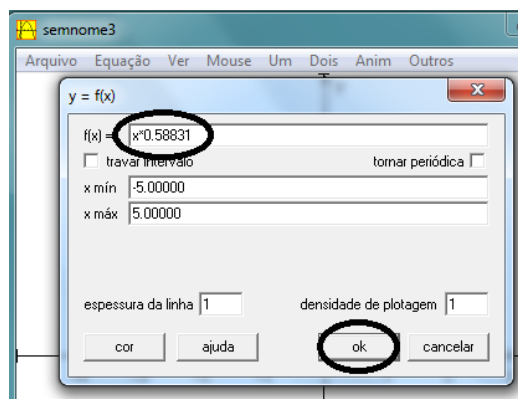 semnome3
Arquivo Equação Ver Mouse Um Dois Anim Outros
y = f(x)
f(x) = x*0.58831
travar intervalo tornar periódica
x mín -5.00000
x máx 5.00000
espessura da linha 1 densidade de plotagem 1
cor ajuda ok cancelar